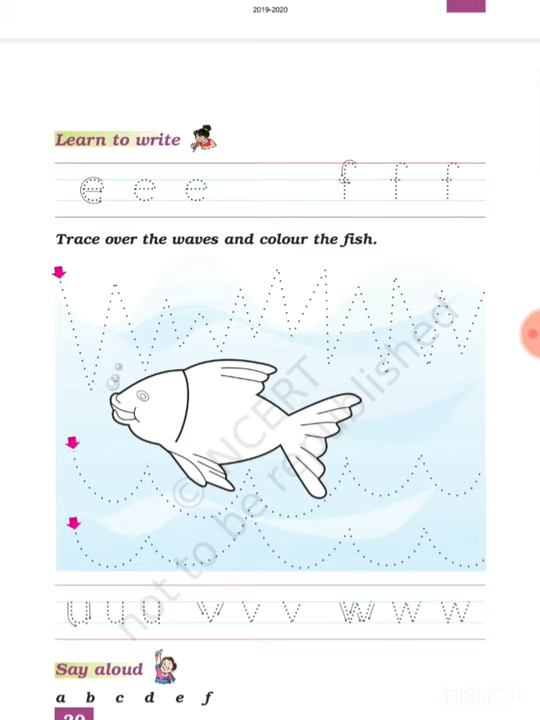 2019-2020
Learn to write
e e e f f f
Trace over the waves and colour the fish.
© NCERT
not to be republished
u u u v v v w w w
Say aloud
a b c d e f
20